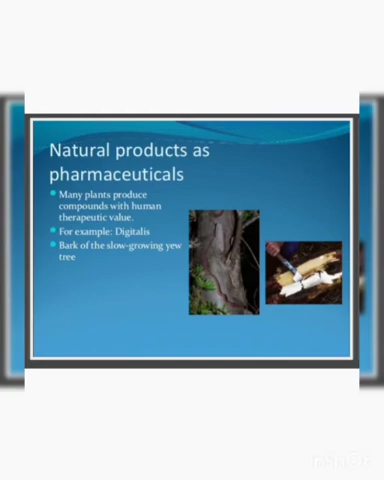 Natural products as
pharmaceuticals
Many plants produce
compounds with human
therapeutic value.
For example: Digitalis
Bark of the slow-growing yew
tree